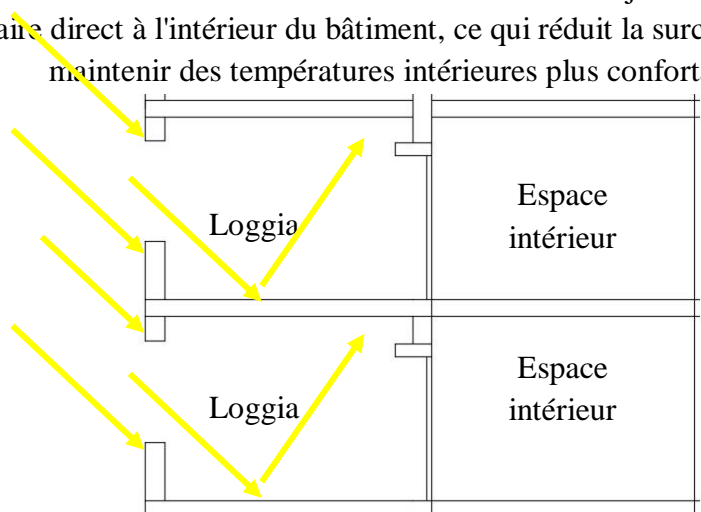 aire direct à l'intérieur du bâtiment, ce qui réduit la surc
maintenir des températures intérieures plus confort
Loggia
Espace
intérieur
Loggia
Espace
intérieur